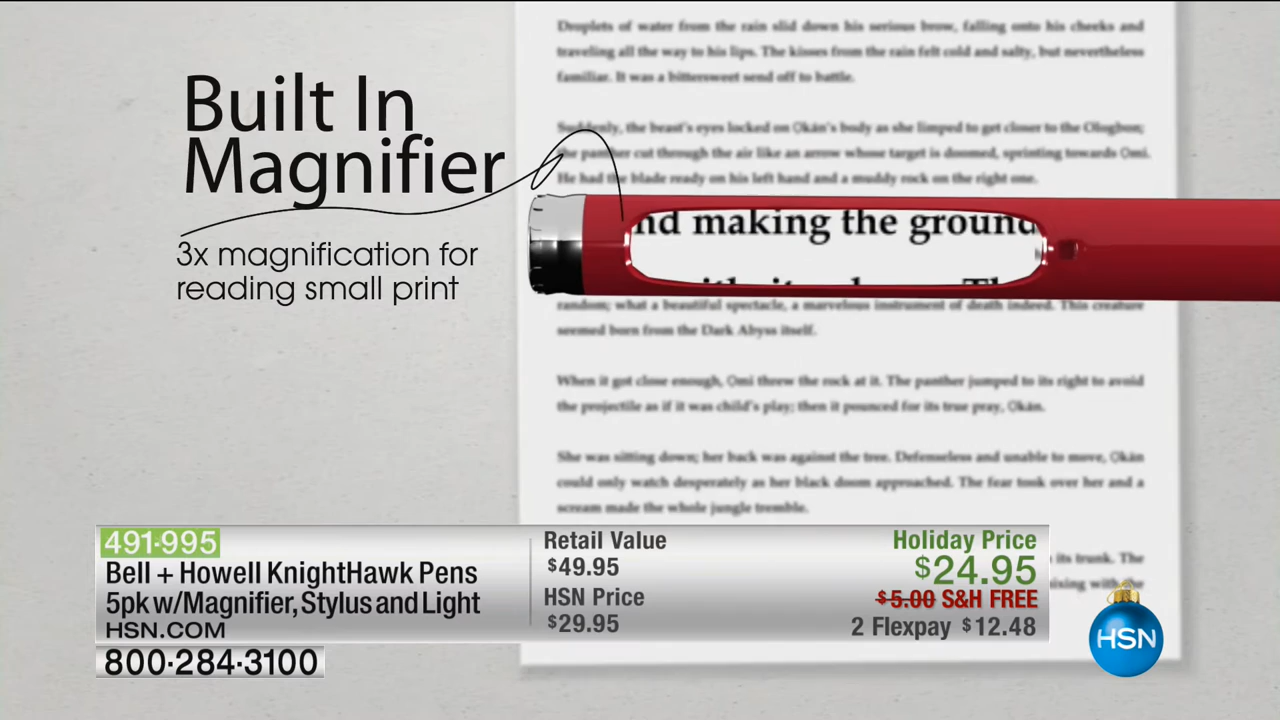 Built In
Magnifier
3x magnification for
reading small print
Droplets of water from the rain slid down his serious brow, falling onto his cheeks and
traveling all the way to his lips. The kisses from the rain felt cold and salty, but nevertheless
familiar. It was a bittersweet send off to battle.
Suddenly, the beast's eyes locked on Okán's body as she limped to get closer to the Ologbon;
the panther cut through the air like an arrow whose target is doomed, sprinting towards Omi.
He had the blade ready on his left hand and a muddy rock on the right one.
nd making the ground
random; what a beautiful spectacle, a marvelous instrument of death indeed. This creature
seemed born from the Dark Abyss itself.
When it got close enough, Omi threw the rock at it. The panther jumped to its right to avoid
the projectile as if it was child's play; then it pounced for its true pray, Okán.
She was sitting down; her back was against the tree. Defenseless and unable to move, Okán
could only watch desperately as her black doom approached. The fear took over her and a
scream made the whole jungle tremble.
its trunk. The
with the
491-995
Bell + Howell KnightHawk Pens
5pk w/Magnifier, Stylus and Light
HSN.COM
800-284-3100
Retail Value
$49.95
HSN Price
$29.95
Holiday Price
$24.95
$5.00 S&H FREE
2 Flexpay $12.48
HSN